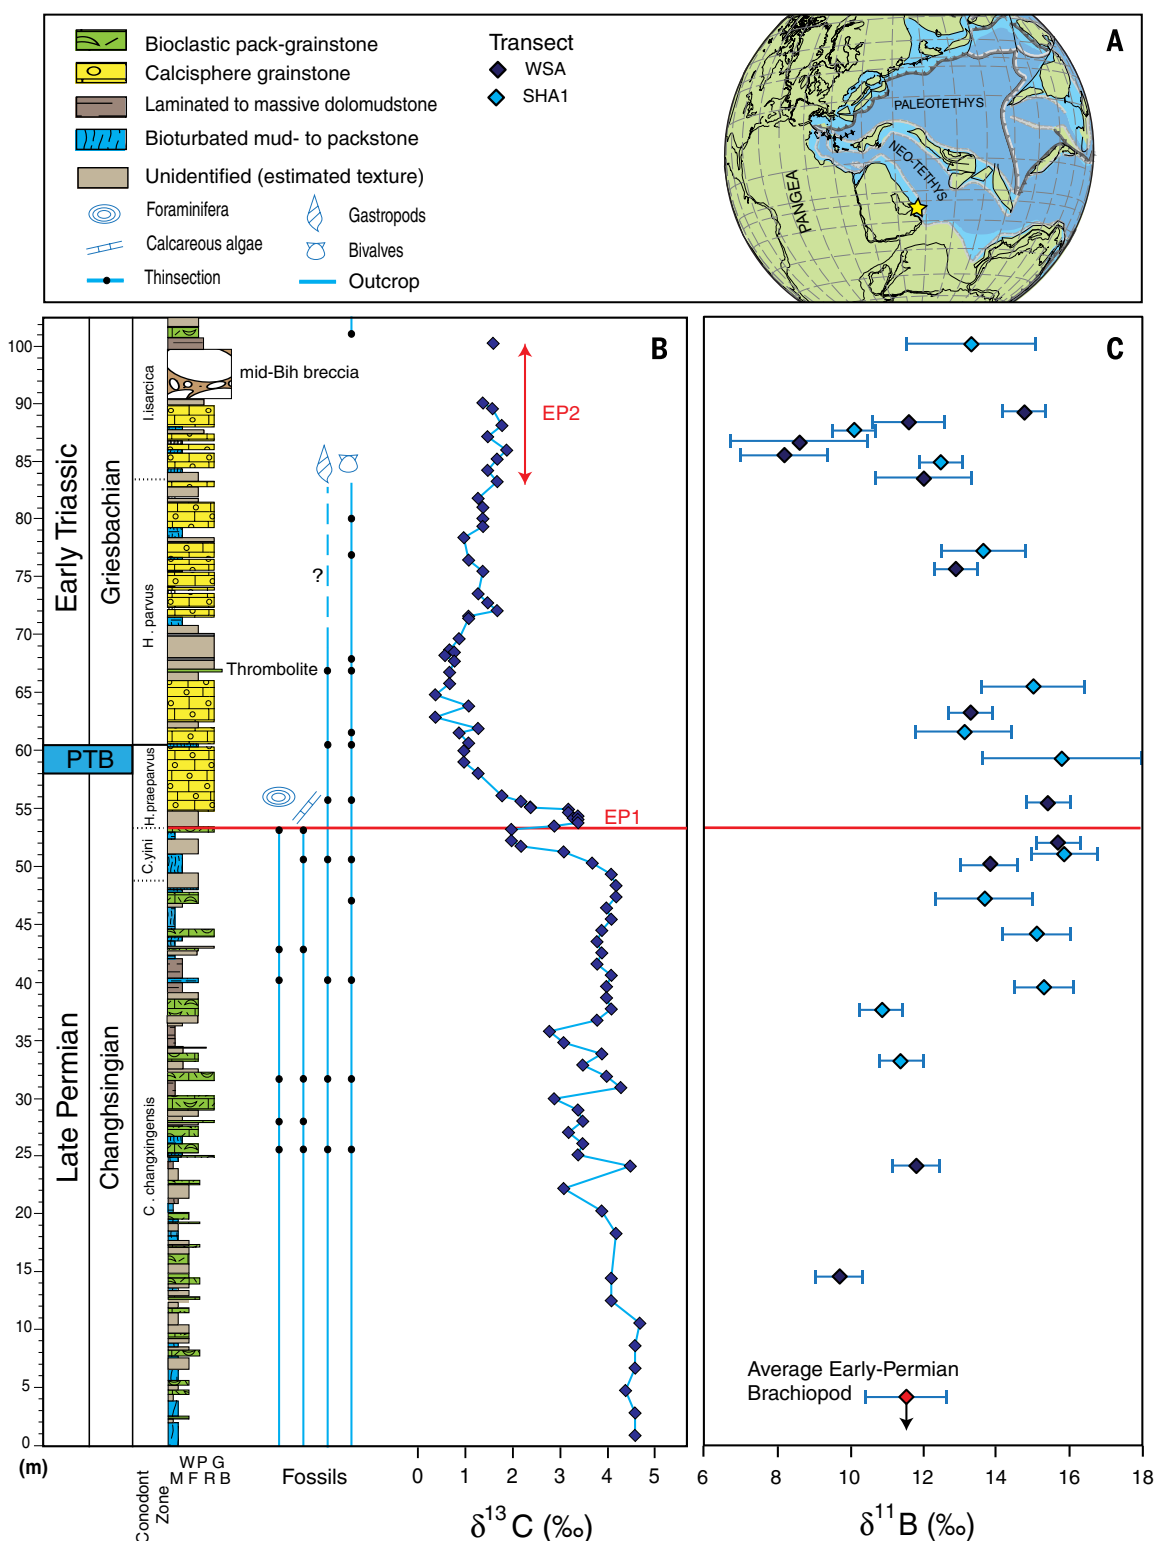 Bioclastic pack-grainstone
Calcisphere grainstone
Laminated to massive dolomudstone
Bioturbated mud- to packstone
Unidentified (estimated texture)
Foraminifera
Gastropods
Calcareous algae
Bivalves
Thinsection
Outcrop
Transect
WSA
SHA1
A
PALEOTETHYS
NEO-TETHYS
PANGEA
B
C
100
90
85
80
75
70
65
60
55
50
45
40
35
30
25
20
15
10
5
0
(m)
Early Triassic
Late Permian
PTB
Griesbachian
Changhsingian
I.isarcica
H. parvus
H.praeparvus
C.yini
C. changxingensis
mid-Bih breccia
Thrombolite
?
EP2
EP1
W P G
M F R B
Conodont
Zone
Fossils
0 1 2 3 4 5
δ13C (‰)
Average Early-Permian
Brachiopod
6 8 10 12 14 16 18
δ11B (‰)